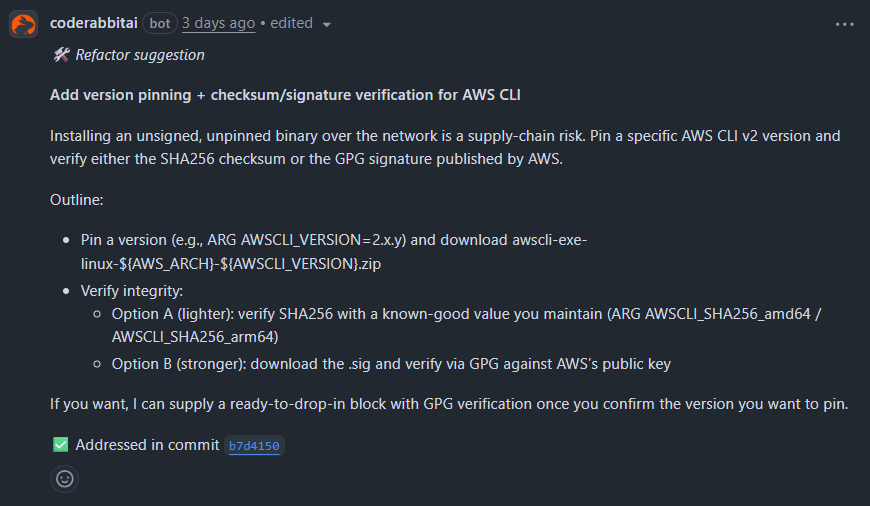 coderabbitai bot 3 days ago • edited
🛠️ Refactor suggestion
Add version pinning + checksum/signature verification for AWS CLI
Installing an unsigned, unpinned binary over the network is a supply-chain risk. Pin a specific AWS CLI v2 version and
verify either the SHA256 checksum or the GPG signature published by AWS.
Outline:
• Pin a version (e.g., ARG AWSCLI_VERSION=2.x.y) and download awscli-exe-
linux-${AWS_ARCH}-${AWSCLI_VERSION}.zip
• Verify integrity:
◦ Option A (lighter): verify SHA256 with a known-good value you maintain (ARG AWSCLI_SHA256_amd64 /
AWSCLI_SHA256_arm64)
◦ Option B (stronger): download the .sig and verify via GPG against AWS’s public key
If you want, I can supply a ready-to-drop-in block with GPG verification once you confirm the version you want to pin.
✅ Addressed in commit b7d4150